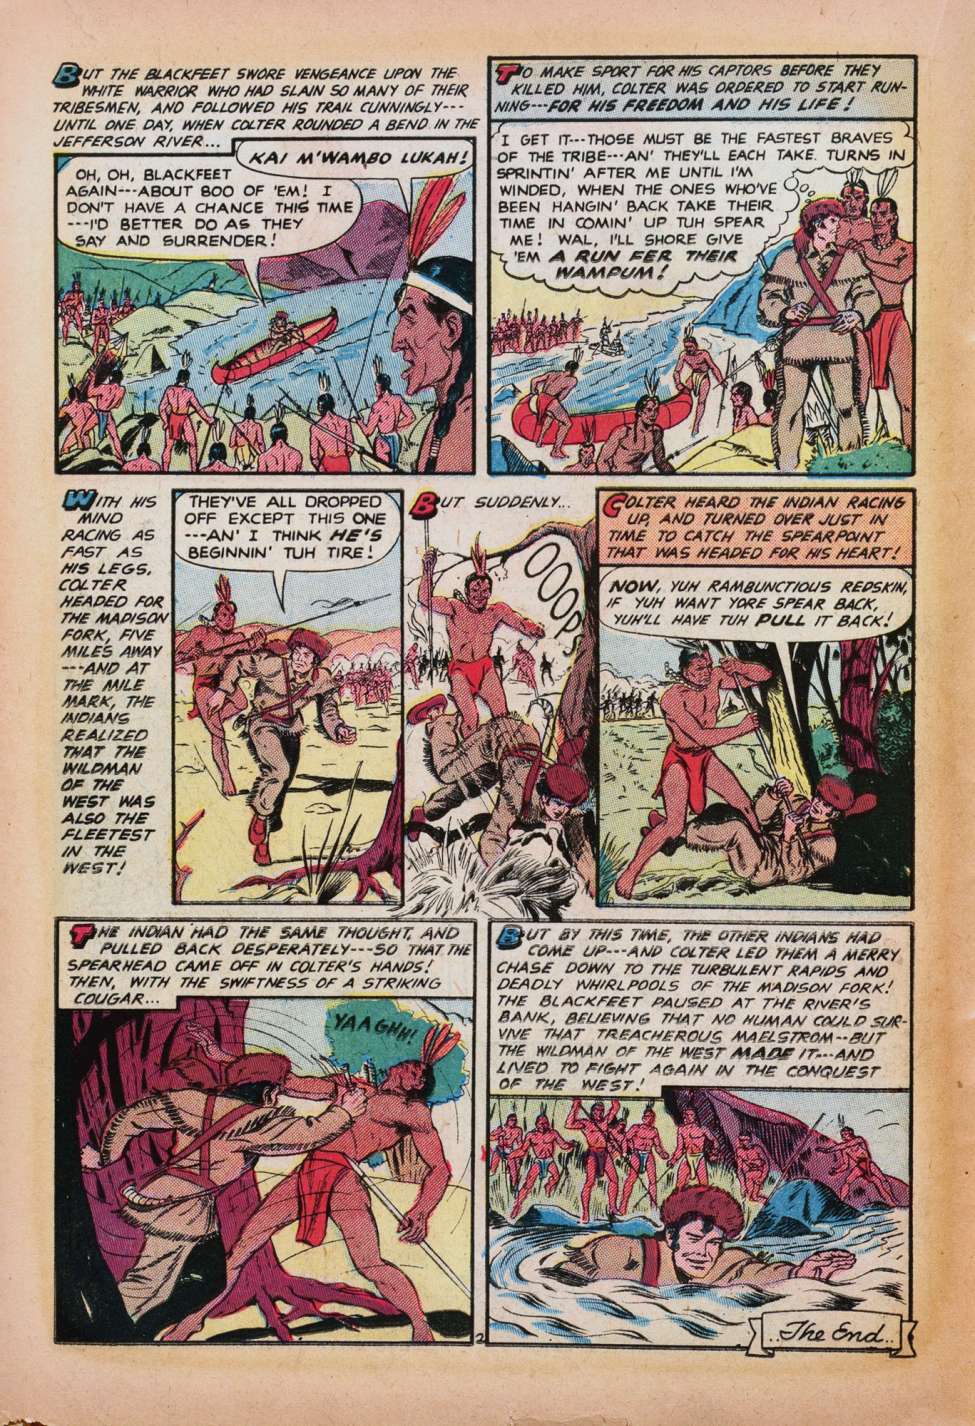 BUT THE BLACKFEET SWORE VENGEANCE UPON THE
WHITE WARRIOR WHO HAD SLAIN SO MANY OF THEIR
TRIBESMEN, AND FOLLOWED HIS TRAIL CUNNINGLY---
UNTIL ONE DAY, WHEN COLTER ROUNDED A BEND IN THE
JEFFERSON RIVER...
KAI M'WAMBO LUKAH!
OH, OH, BLACKFEET
AGAIN---ABOUT 800 OF 'EM! I
DON'T HAVE A CHANCE THIS TIME
---I'D BETTER DO AS THEY
SAY AND SURRENDER!
TO MAKE SPORT FOR HIS CAPTORS BEFORE THEY
KILLED HIM, COLTER WAS ORDERED TO START RUN-
NING---FOR HIS FREEDOM AND HIS LIFE!
I GET IT---THOSE MUST BE THE FASTEST BRAVES
OF THE TRIBE---AN' THEY'LL EACH TAKE TURNS IN
SPRINTIN' AFTER ME UNTIL I'M
WINDED, WHEN THE ONES WHO'VE
BEEN HANGIN' BACK TAKE THEIR
TIME IN COMIN' UP TUH SPEAR
ME! WAL, I'LL SHORE GIVE
'EM A RUN FER THEIR
WAMPUM!
WITH HIS
MIND
RACING AS
FAST AS
HIS LEGS,
COLTER
HEADED FOR
THE MADISON
FORK, FIVE
MILES AWAY
---AND AT
THE MILE
MARK, THE
INDIANS
REALIZED
THAT THE
WILDMAN
OF THE
WEST WAS
ALSO THE
FLEETEST
IN THE
WEST!
THEY'VE ALL DROPPED
OFF EXCEPT THIS ONE
---AN' I THINK HE'S
BEGINNIN' TUH TIRE!
BUT SUDDENLY...
OOOPS
COLTER HEARD THE INDIAN RACING
UP, AND TURNED OVER JUST IN
TIME TO CATCH THE SPEARPOINT
THAT WAS HEADED FOR HIS HEART!
NOW, YUH RAMBUNCTIOUS REDSKIN,
IF YUH WANT YORE SPEAR BACK,
YUH'LL HAVE TUH PULL IT BACK!
THE INDIAN HAD THE SAME THOUGHT, AND
PULLED BACK DESPERATELY---SO THAT THE
SPEARHEAD CAME OFF IN COLTER'S HANDS!
THEN, WITH THE SWIFTNESS OF A STRIKING
COUGAR...
YAAGHH!
2
BUT BY THIS TIME, THE OTHER INDIANS HAD
COME UP---AND COLTER LED THEM A MERRY
CHASE DOWN TO THE TURBULENT RAPIDS AND
DEADLY WHIRLPOOLS OF THE MADISON FORK!
THE BLACKFEET PAUSED AT THE RIVER'S
BANK, BELIEVING THAT NO HUMAN COULD SUR-
VIVE THAT TREACHEROUS MAELSTROM--BUT
THE WILDMAN OF THE WEST MADE IT---AND
LIVED TO FIGHT AGAIN IN THE CONQUEST
OF THE WEST!
..The End..